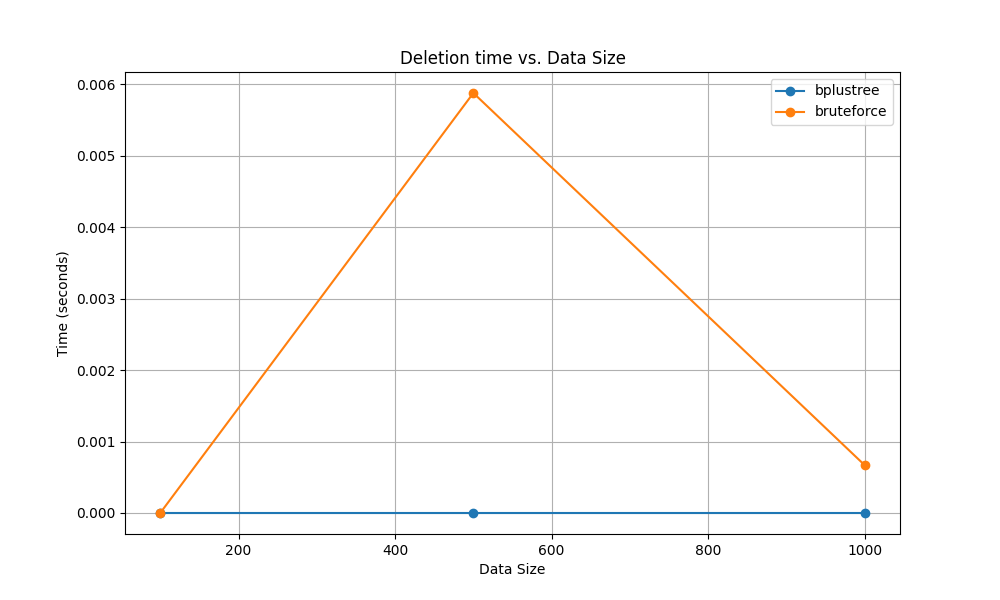 Deletion time vs. Data Size
bplustree
bruteforce
Time (seconds)
0.006
0.005
0.004
0.003
0.002
0.001
0.000
200 400 600 800 1000
Data Size